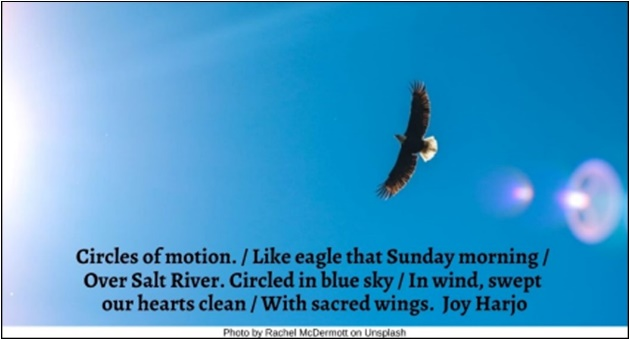 Circles of motion. / Like eagle that Sunday morning /
Over Salt River. Circled in blue sky / In wind, swept
our hearts clean / With sacred wings.  Joy Harjo
Photo by Rachel McDermott on Unsplash